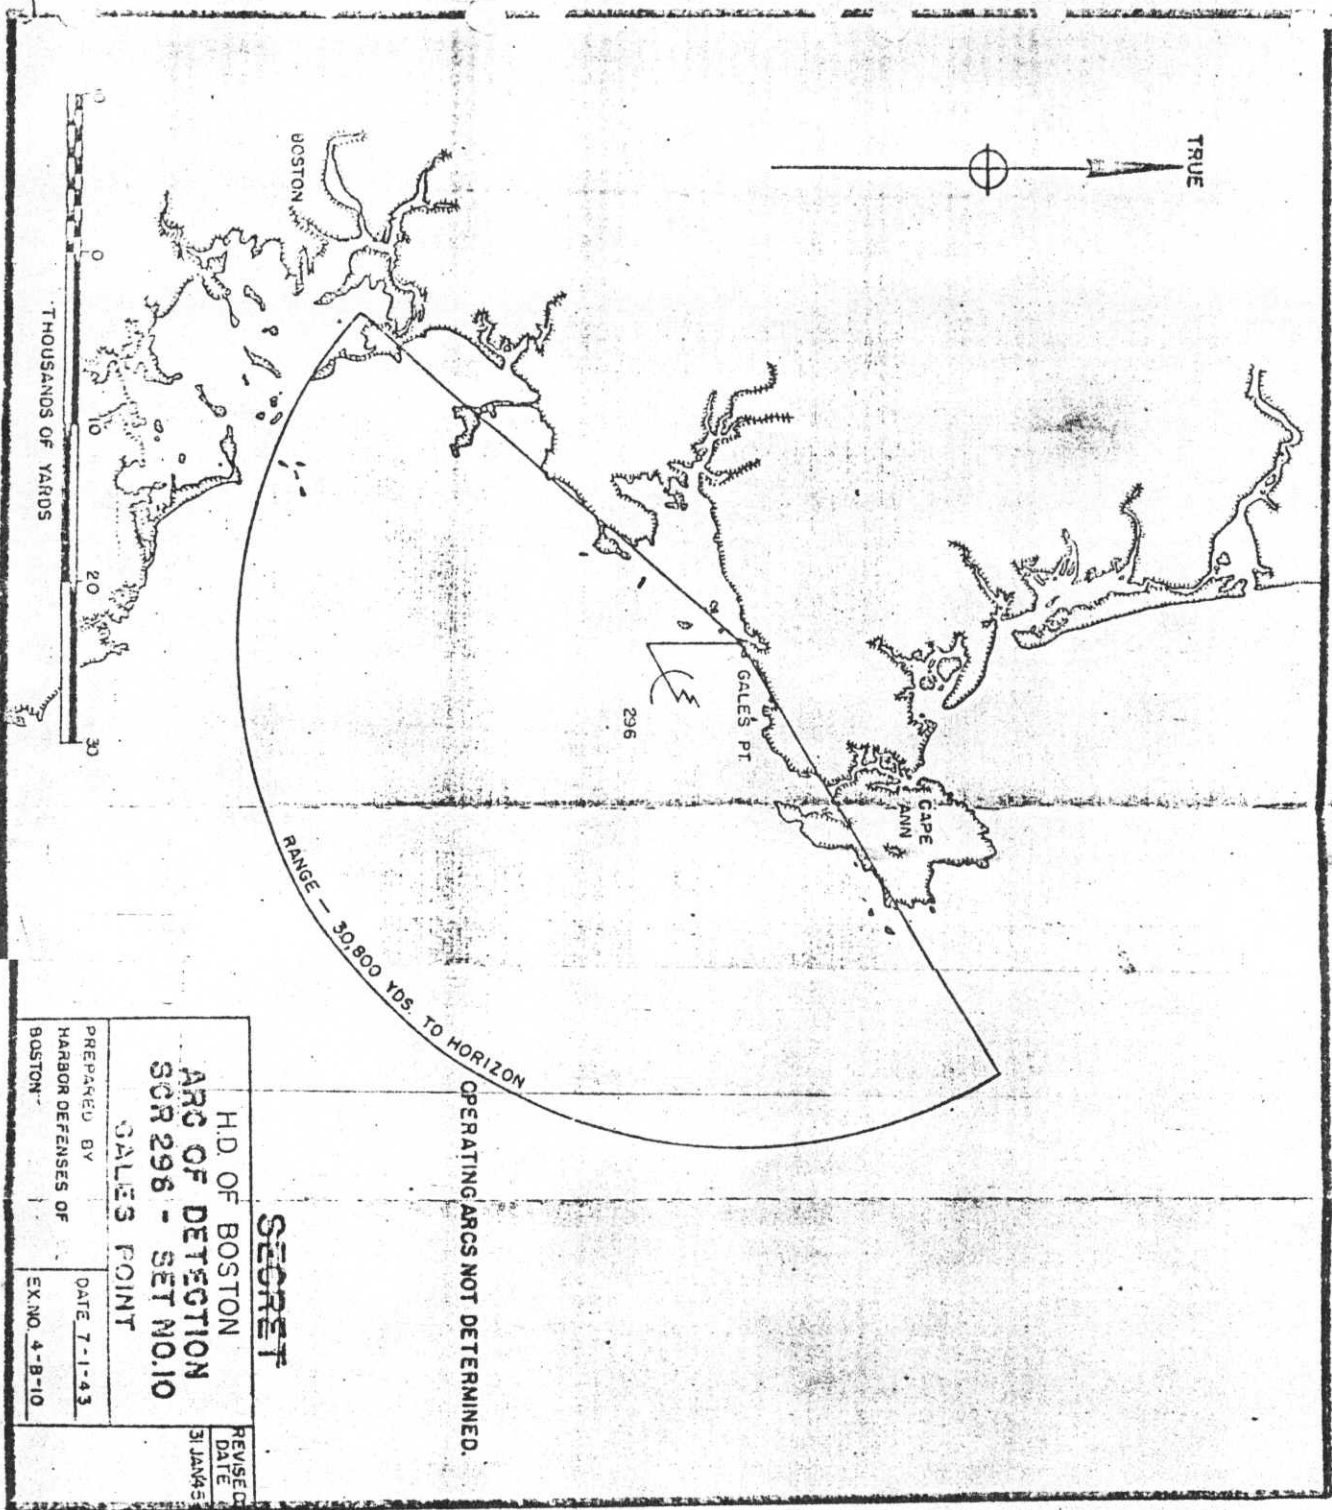 TRUE
BOSTON
CAPE
ANN
GALES PT.
296
RANGE — 30,800 YDS. TO HORIZON
OPERATING ARCS NOT DETERMINED.
10 0 10 20 30
THOUSANDS OF YARDS
SECRET
H.D. OF BOSTON
ARC OF DETECTION
SCR 296 - SET NO.10
GALES POINT
PREPARED BY
HARBOR DEFENSES OF
BOSTON
DATE 7-1-43
EX.NO. 4-B-10
REVISED
DATE
31 JAN45